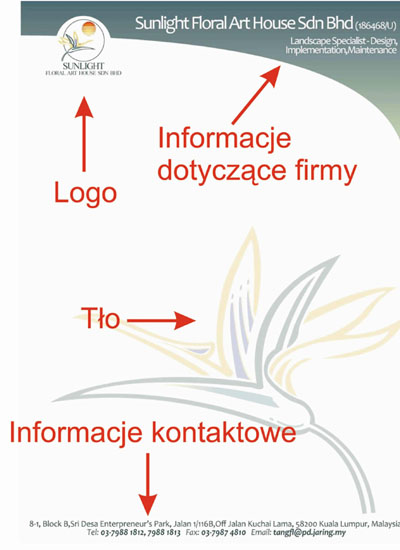 Sunlight Floral Art House Sdn Bhd (186468/U)
Landscape Specialist - Design,
Implementation,Maintenance
SUNLIGHT
FLORAL ART HOUSE SDN BHD
Informacje
dotyczące firmy
Logo
Tło
Informacje kontaktowe
8-1, Block B,Sri Desa Enterpreneur's Park, Jalan 1/116B,Off Jalan Kuchai Lama, 58200 Kuala Lumpur, Malaysia
Tel: 03-7988 1812, 7988 1813 Fax: 03-7987 4810 Email: tangfl@pd.jaring.my